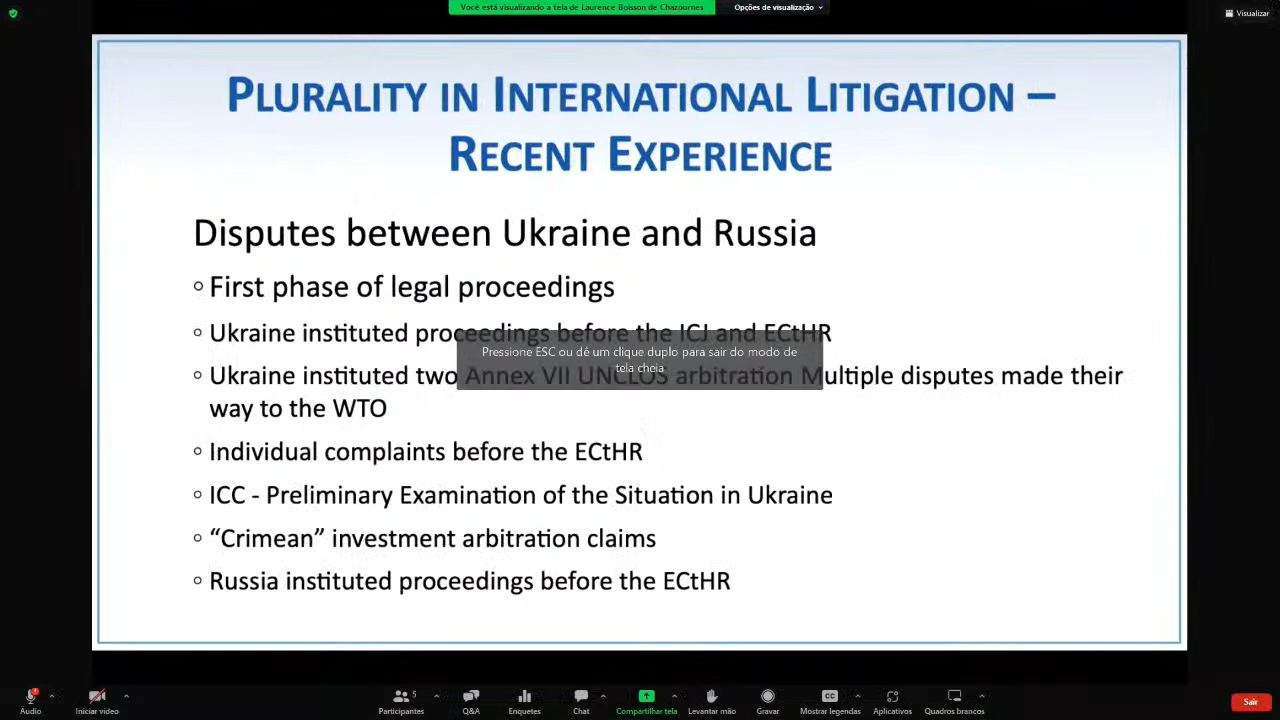 Você está visualizando a tela de Laurence Boisson de Chazournes
Opções de visualização
Visualizar
PLURALITY IN INTERNATIONAL LITIGATION –
RECENT EXPERIENCE
Disputes between Ukraine and Russia
◦ First phase of legal proceedings
◦ Ukraine instituted proceedings before the ICJ and ECtHR
Pressione ESC ou dê um clique duplo para sair do modo de
tela cheia
◦ Ukraine instituted two Annex VII UNCLOS arbitration Multiple disputes made their
way to the WTO
◦ Individual complaints before the ECtHR
◦ ICC - Preliminary Examination of the Situation in Ukraine
◦ “Crimean” investment arbitration claims
◦ Russia instituted proceedings before the ECtHR
Áudio
Iniciar vídeo
Participantes
5
Q&A
Enquetes
Chat
Compartilhar tela
Levantar mão
Gravar
CC
Mostrar legendas
Aplicativos
Quadros brancos
Sair